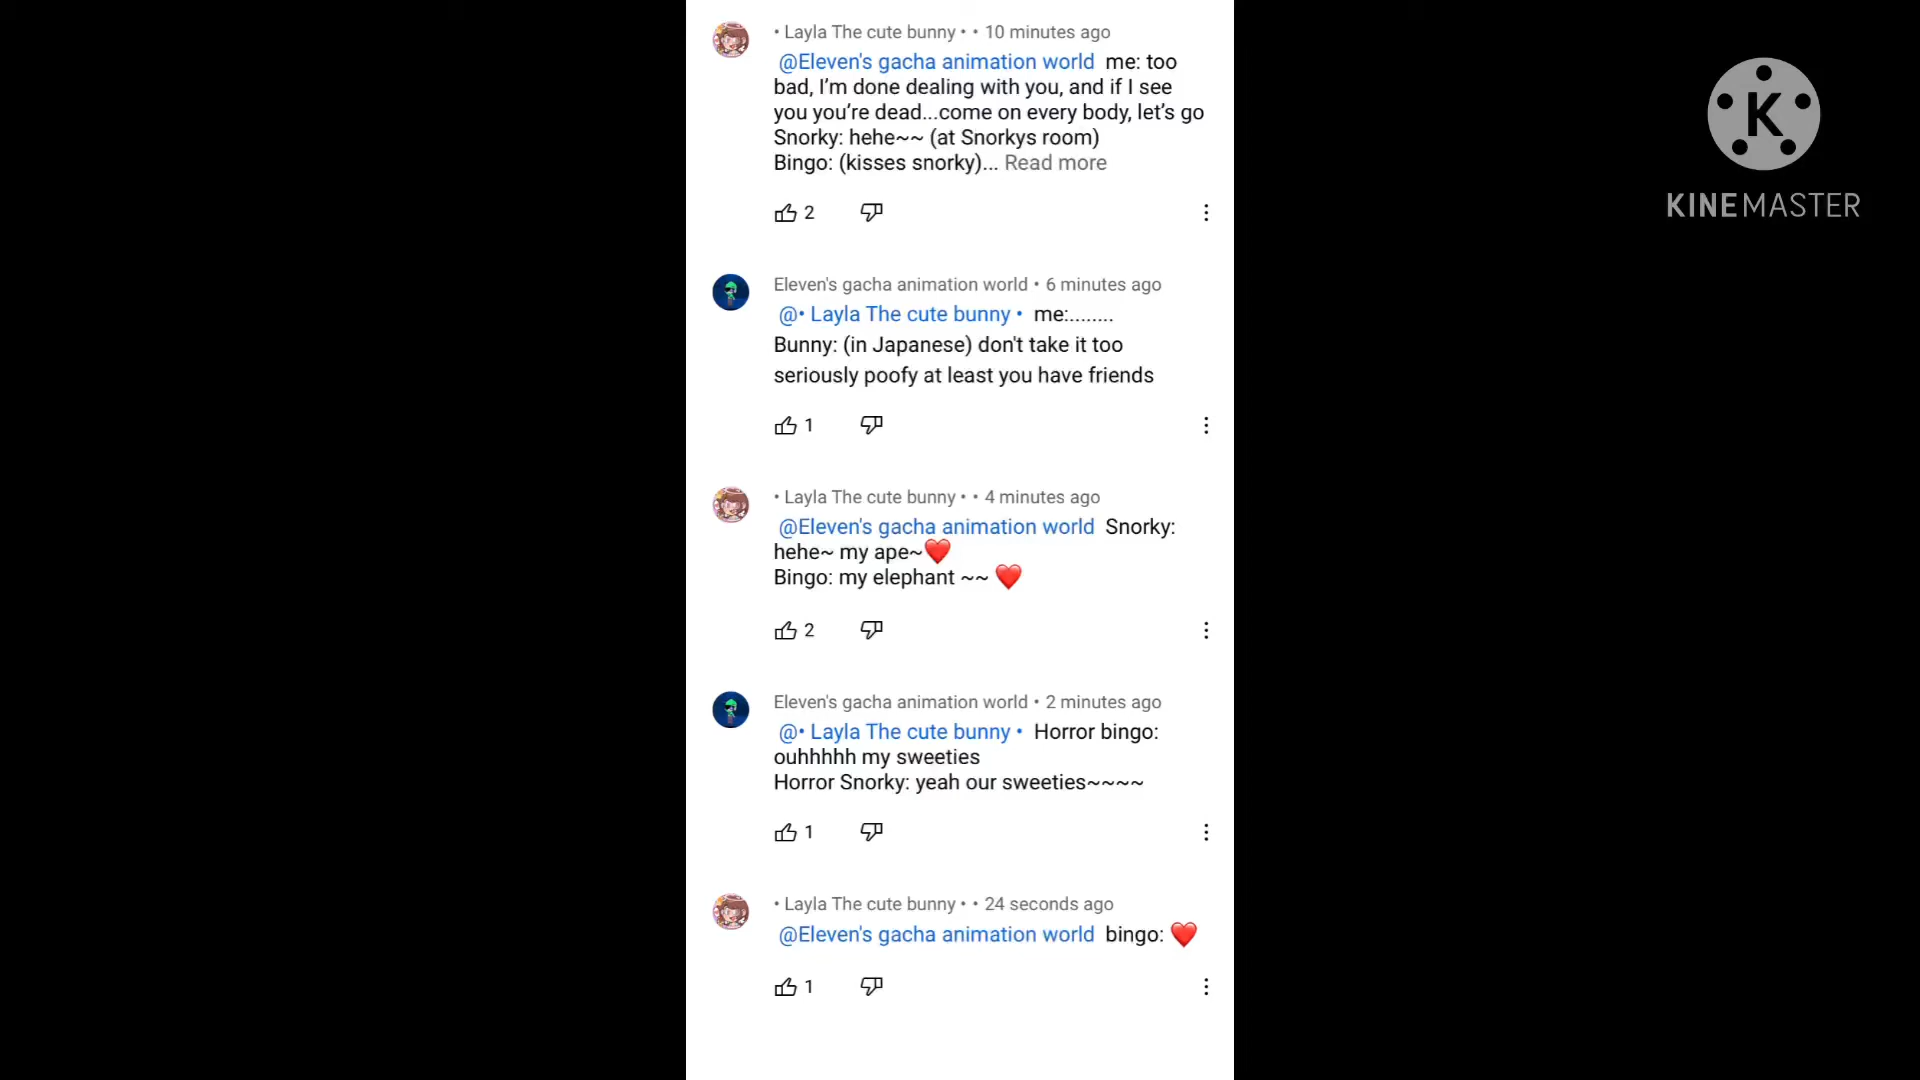 • Layla The cute bunny • • 10 minutes ago
@Eleven's gacha animation world me: too
bad, I’m done dealing with you, and if I see
you you’re dead...come on every body, let’s go
Snorky: hehe~~ (at Snorkys room)
Bingo: (kisses snorky)... Read more
2
Eleven's gacha animation world • 6 minutes ago
@• Layla The cute bunny • me:........
Bunny: (in Japanese) don't take it too
seriously poofy at least you have friends
1
• Layla The cute bunny • • 4 minutes ago
@Eleven's gacha animation world Snorky:
hehe~ my ape~❤️
Bingo: my elephant ~~ ❤️
2
Eleven's gacha animation world • 2 minutes ago
@• Layla The cute bunny • Horror bingo:
ouhhhhh my sweeties
Horror Snorky: yeah our sweeties~~~~
1
• Layla The cute bunny • • 24 seconds ago
@Eleven's gacha animation world bingo: ❤️
1
K
KINEMASTER